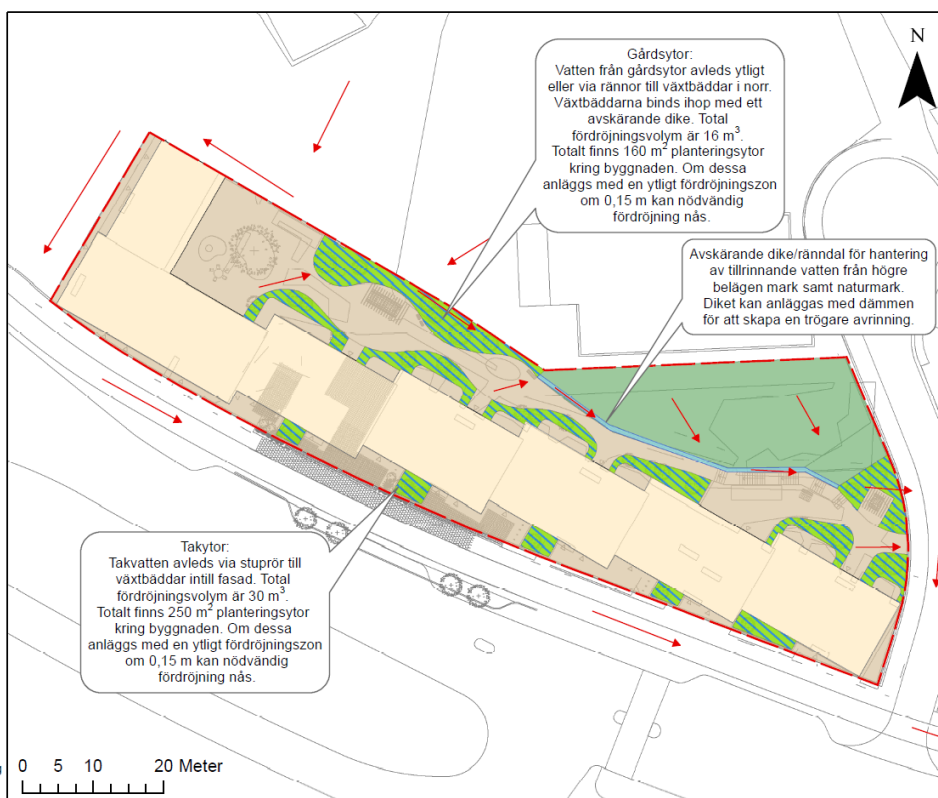 N
Gårdsytor:
Vatten från gårdsytor avleds ytligt
eller via rännor till växtbäddar i norr.
Växtbäddarna binds ihop med ett
avskärande dike. Total
fördröjningsvolym är 16 m³.
Totalt finns 160 m² planteringsytor
kring byggnaden. Om dessa
anläggs med en ytligt fördröjningszon
om 0,15 m kan nödvändig
fördröjning nås.
Avskärande dike/ränndal för hantering
av tillrinnande vatten från högre
belägen mark samt naturmark.
Diket kan anläggas med dämmen
för att skapa en trögare avrinning.
Takytor:
Takvatten avleds via stuprör till
växtbäddar intill fasad. Total
fördröjningsvolym är 30 m³.
Totalt finns 250 m² planteringsytor
kring byggnaden. Om dessa
anläggs med en ytligt fördröjningszon
om 0,15 m kan nödvändig
fördröjning nås.
0 5 10 20 Meter